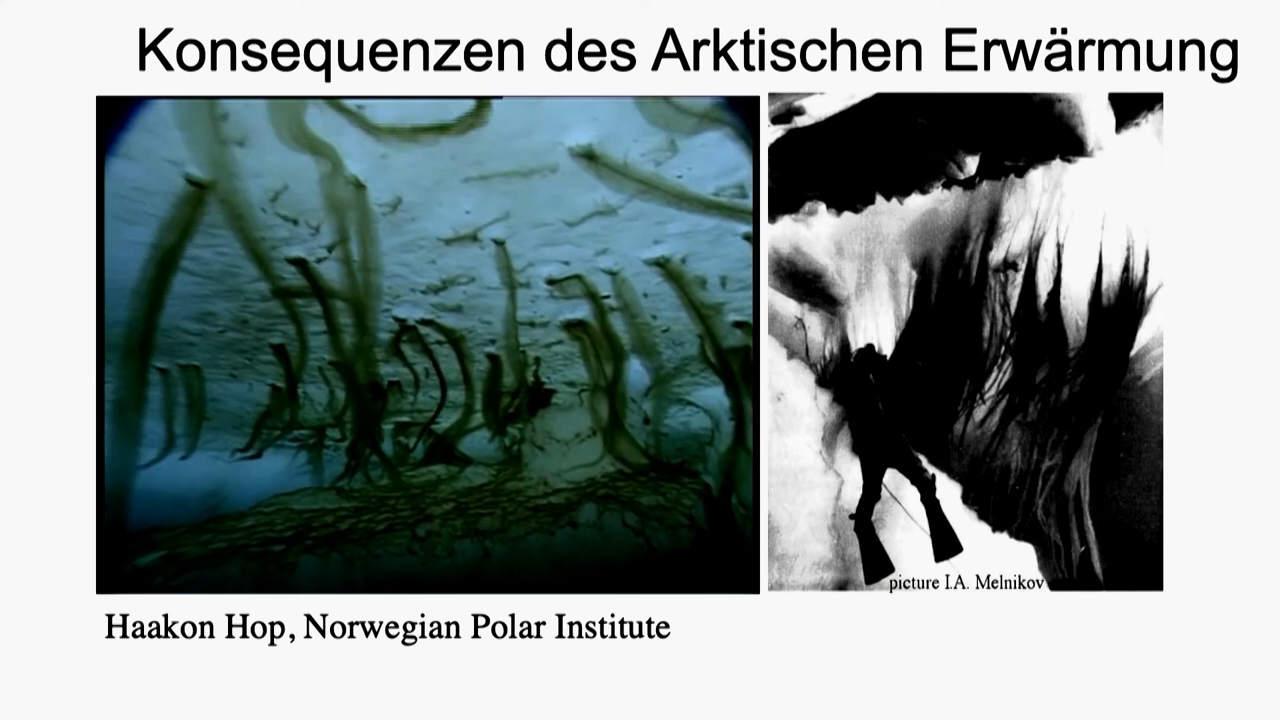 Konsequenzen des Arktischen Erwärmung
picture I.A. Melnikov
Haakon Hop, Norwegian Polar Institute